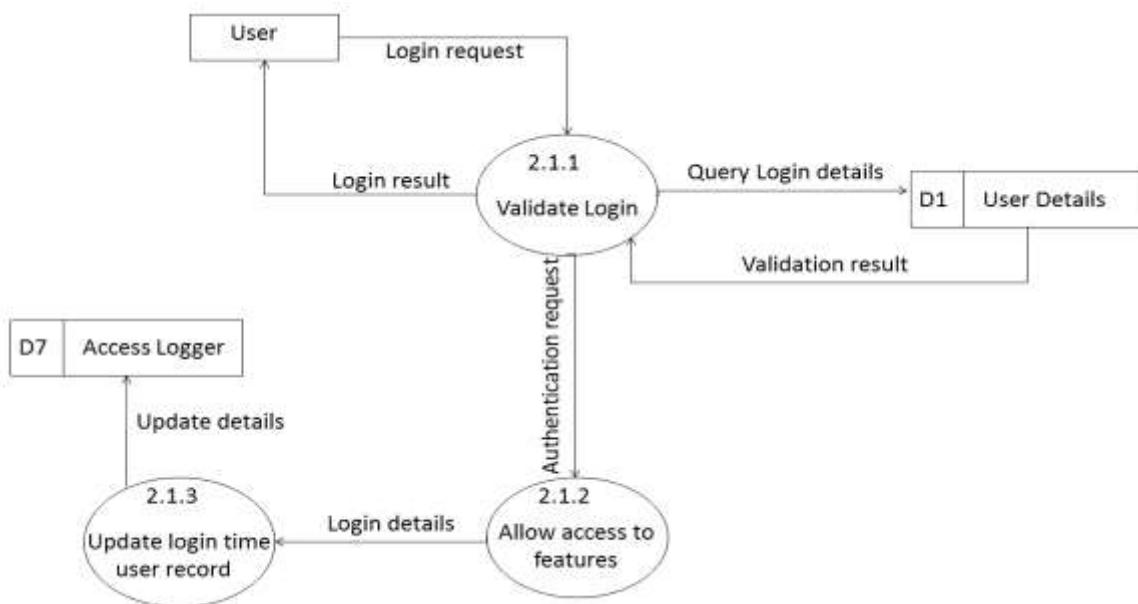 User
Login request
2.1.1
Validate Login
Login result
Query Login details
D1
User Details
Validation result
Authentication request
D7
Access Logger
Update details
2.1.3
Update login time
user record
Login details
2.1.2
Allow access to
features